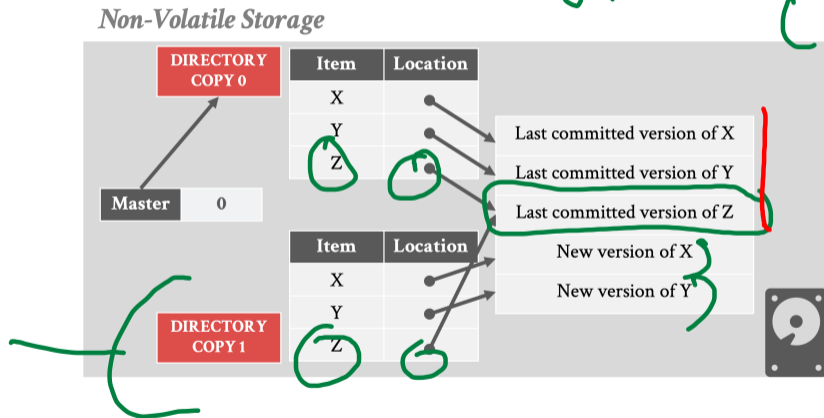 Non-Volatile Storage
DIRECTORY
COPY 0
Item Location
X
Y
Z
Master 0
Last committed version of X
Last committed version of Y
Last committed version of Z
New version of X
New version of Y
Item Location
X
Y
Z
DIRECTORY
COPY 1